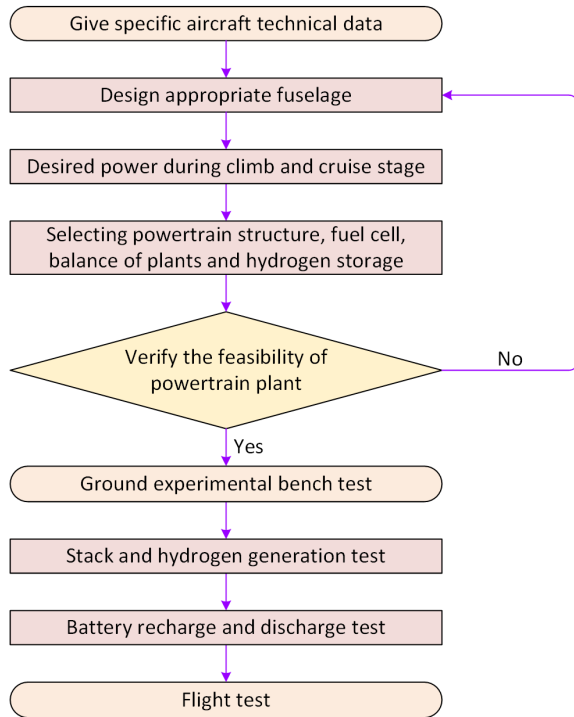 Give specific aircraft technical data
Design appropriate fuselage
Desired power during climb and cruise stage
Selecting powertrain structure, fuel cell,
balance of plants and hydrogen storage
Verify the feasibility of
powertrain plant
No
Yes
Ground experimental bench test
Stack and hydrogen generation test
Battery recharge and discharge test
Flight test